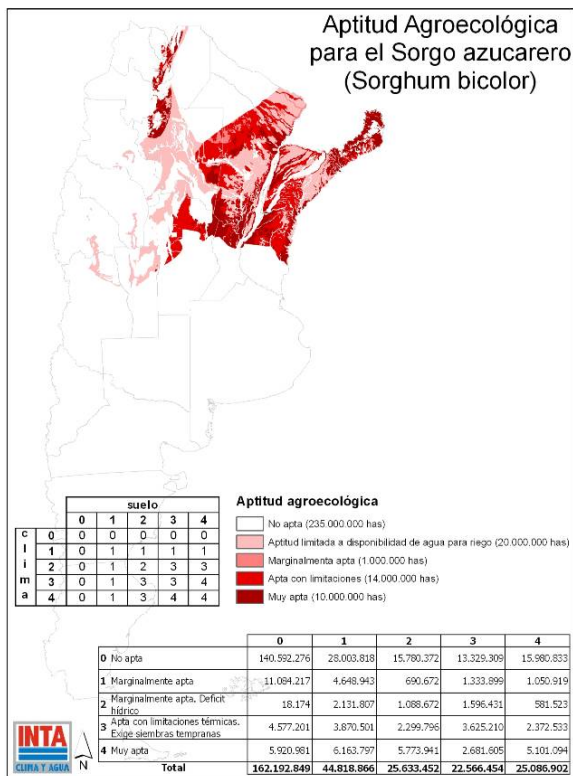 Aptitud Agroecológica
para el Sorgo azucarero
(Sorghum bicolor)
suelo
0 1 2 3 4
c l i m a
0 0 0 0 0 0
1 0 1 1 1 1
2 0 1 2 3 3
3 0 1 3 3 4
4 0 1 3 4 4
Aptitud agroecológica
No apta (235.000.000 has)
Aptitud limitada a disponibilidad de agua para riego (20.000.000 has)
Marginalmente apta (1.000.000 has)
Apta con limitaciones (14.000.000 has)
Muy apta (10.000.000 has)
0 1 2 3 4
0 No apta 140.592.276 28.003.818 15.780.372 13.329.309 15.980.833
1 Marginalmente apta 11.084.217 4.648.943 690.672 1.333.899 1.050.919
2 Marginalmente apta. Deficit
hídrico 18.174 2.131.807 1.088.672 1.596.431 581.523
3 Apta con limitaciones térmicas.
Exige siembras tempranas 4.577.201 3.870.501 2.299.796 3.625.210 2.372.533
4 Muy apta 5.920.981 6.163.797 5.773.941 2.681.605 5.101.094
Total 162.192.849 44.818.866 25.633.452 22.566.454 25.086.902
INTA
CLIMA Y AGUA
N